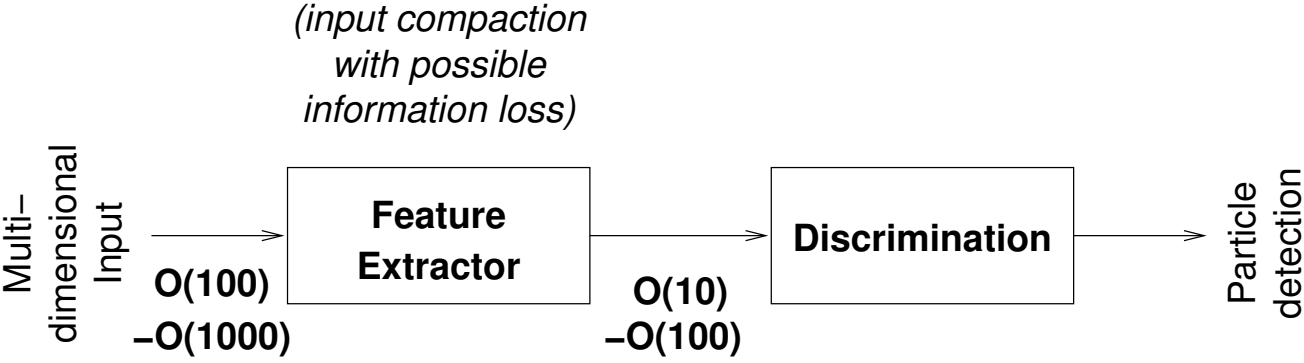 (input compaction
with possible
information loss)
Multi−
dimensional
Input
O(100)
−O(1000)
Feature
Extractor
O(10)
−O(100)
Discrimination
Particle
detection